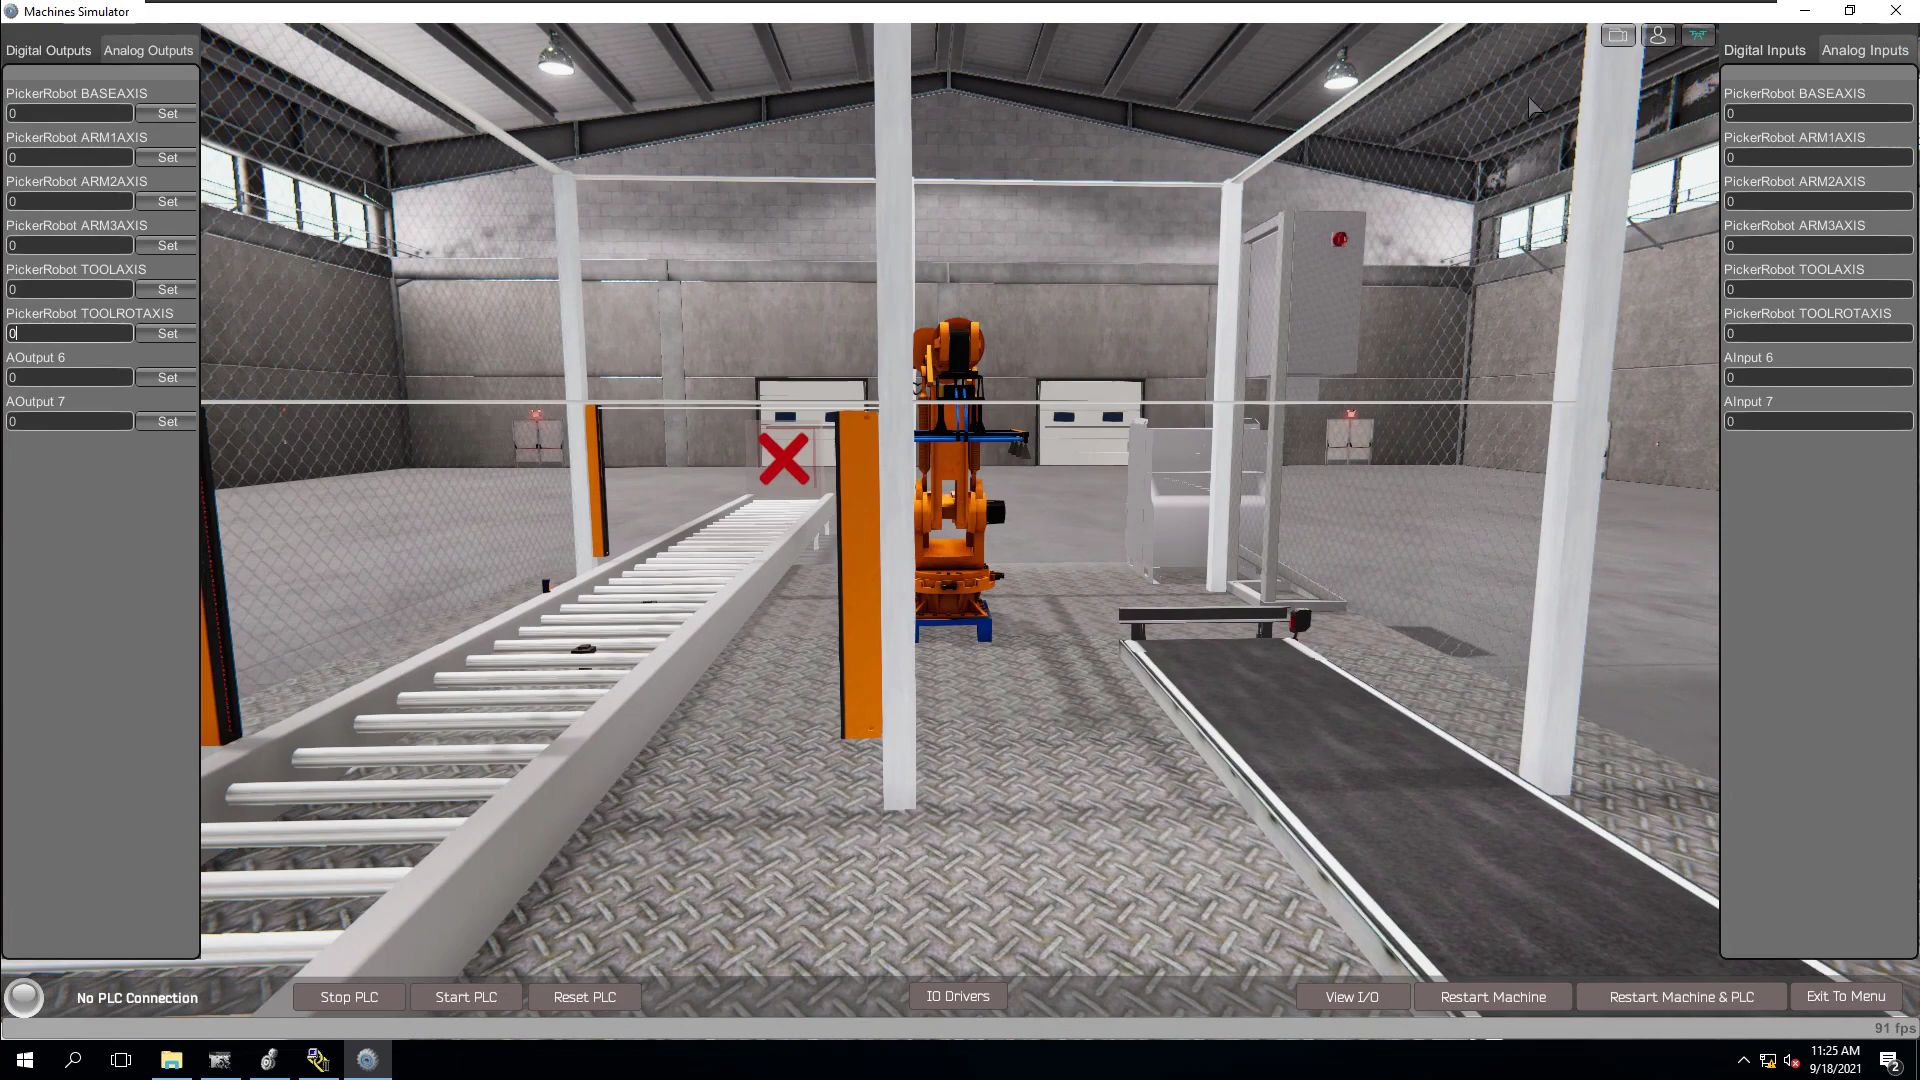 Machines Simulator
Digital Outputs
Analog Outputs
PickerRobot BASEAXIS
0
Set
PickerRobot ARM1AXIS
0
Set
PickerRobot ARM2AXIS
0
Set
PickerRobot ARM3AXIS
0
Set
PickerRobot TOOLAXIS
0
Set
PickerRobot TOOLROTAXIS
0
Set
AOutput 6
0
Set
AOutput 7
0
Set
Digital Inputs
Analog Inputs
PickerRobot BASEAXIS
0
PickerRobot ARM1AXIS
0
PickerRobot ARM2AXIS
0
PickerRobot ARM3AXIS
0
PickerRobot TOOLAXIS
0
PickerRobot TOOLROTAXIS
0
AInput 6
0
AInput 7
0
No PLC Connection
Stop PLC
Start PLC
Reset PLC
IO Drivers
View I/O
Restart Machine
Restart Machine & PLC
Exit To Menu
91 fps
11:25 AM
9/18/2021
2